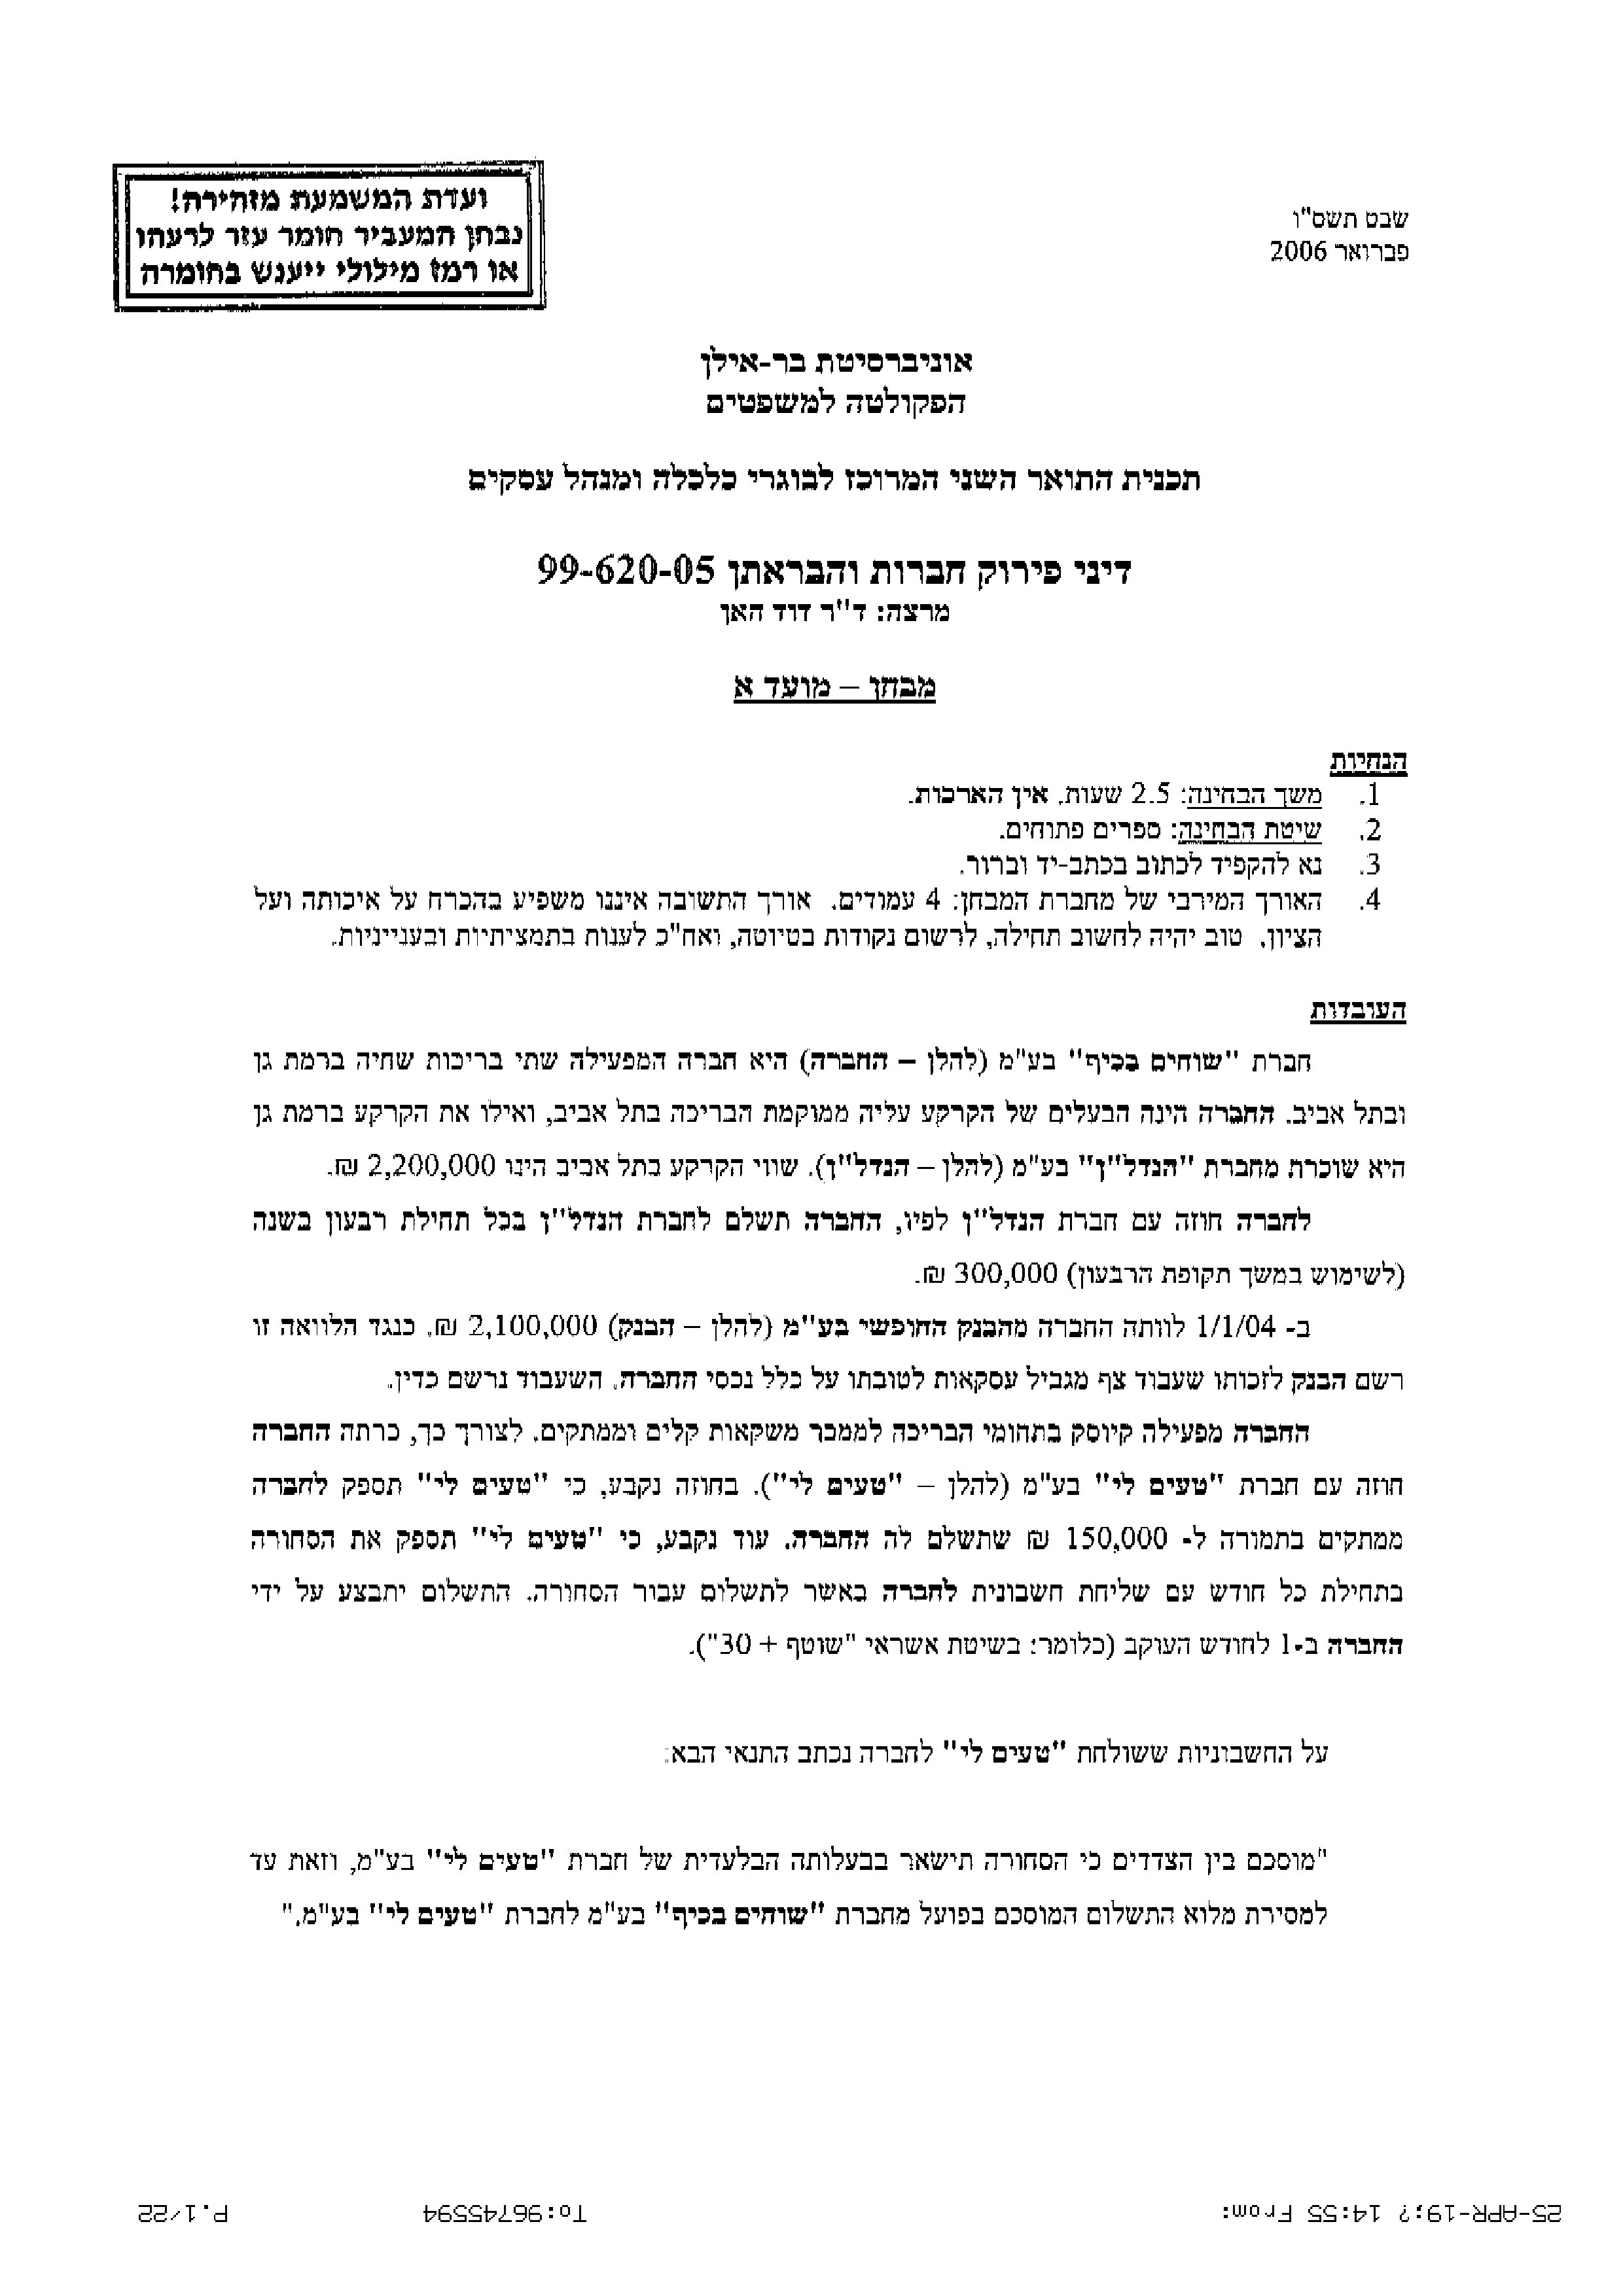 ועדת המשמעת מזהירה!
נבחן המעביר חומר עזר לרעהו
או רמז מילולי ייענש בחומרה
שבט תשס"ו
פברואר 2006
אוניברסיטת בר-אילן
הפקולטה למשפטים
תכנית התואר השני המרוכז לבוגרי כלכלה ומנהל עסקים
דיני פירוק חברות והבראתן 99-620-05
מרצה: ד"ר דוד האן
מבחן – מועד א
הנחיות
1. משך הבחינה: 2.5 שעות. אין הארכות.
2. שיטת הבחינה: ספרים פתוחים.
3. נא להקפיד לכתוב בכתב-יד וברור.
4. האורך המירבי של מחברת המבחן: 4 עמודים. אורך התשובה איננו משפיע בהכרח על איכותה ועל
הציון. טוב יהיה לחשוב תחילה, לרשום נקודות בטיוטה, ואח"כ לענות בתמציתיות ובענייניות.
העובדות
חברת "שוחים בכיף" בע"מ (להלן – החברה) היא חברה המפעילה שתי בריכות שחיה ברמת גן
ובתל אביב. החברה הינה הבעלים של הקרקע עליה ממוקמת הבריכה בתל אביב, ואילו את הקרקע ברמת גן
היא שוכרת מחברת "הנדל"ן" בע"מ (להלן – הנדל"ן). שווי הקרקע בתל אביב הינו 2,200,000 ₪.
לחברה חוזה עם חברת הנדל"ן לפיו, החברה תשלם לחברת הנדל"ן בכל תחילת רבעון בשנה
(לשימוש במשך תקופת הרבעון) 300,000 ₪.
ב- 1/1/04 לוותה החברה מהבנק החופשי בע"מ (להלן – הבנק) 2,100,000 ₪. כנגד הלוואה זו
רשם הבנק לזכותו שעבוד צף מגביל עסקאות לטובתו על כלל נכסי החברה. השעבוד נרשם כדין.
החברה מפעילה קיוסק בתחומי הבריכה לממכר משקאות קלים וממתקים. לצורך כך, כרתה החברה
חוזה עם חברת "טעים לי" בע"מ (להלן – "טעים לי"). בחוזה נקבע, כי "טעים לי" תספק לחברה
ממתקים בתמורה ל- 150,000 ₪ שתשלם לה החברה. עוד נקבע, כי "טעים לי" תספק את הסחורה
בתחילת כל חודש עם שליחת חשבונית לחברה באשר לתשלום עבור הסחורה. התשלום יתבצע על ידי
החברה ב-1 לחודש העוקב (כלומר: בשיטת אשראי "שוטף + 30").
על החשבוניות ששולחת "טעים לי" לחברה נכתב התנאי הבא:
"מוסכם בין הצדדים כי הסחורה תישאר בבעלותה הבלעדית של חברת "טעים לי" בע"מ, וזאת עד
למסירת מלוא התשלום המוסכם בפועל מחברת "שוחים בכיף" בע"מ לחברת "טעים לי" בע"מ."
25-APR-19;? 14:55 From: To:96745594 P.1/22